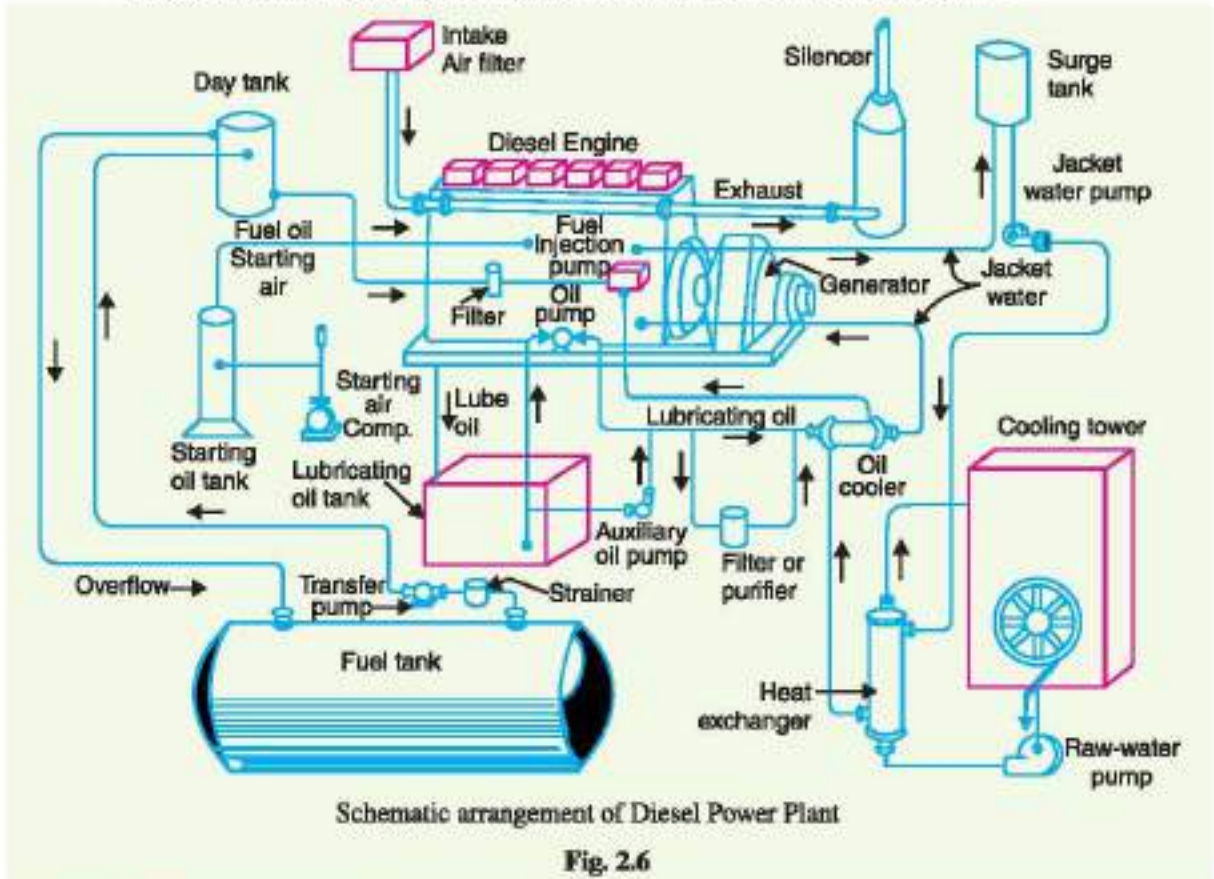 Intake
Air filter
Silencer
Surge
tank
Day tank
Diesel Engine
Jacket
water pump
Exhaust
Fuel oil
Starting
air
Fuel
Injection
pump
Generator
Jacket
water
Filter
Oil
pump
Starting
air
Comp.
Lube
oil
Lubricating oil
Cooling tower
Starting
oil tank
Lubricating
oil tank
Oil
cooler
Auxiliary
oil pump
Filter or
purifier
Overflow
Transfer
pump
Strainer
Fuel tank
Heat
exchanger
Raw-water
pump
Schematic arrangement of Diesel Power Plant
Fig. 2.6